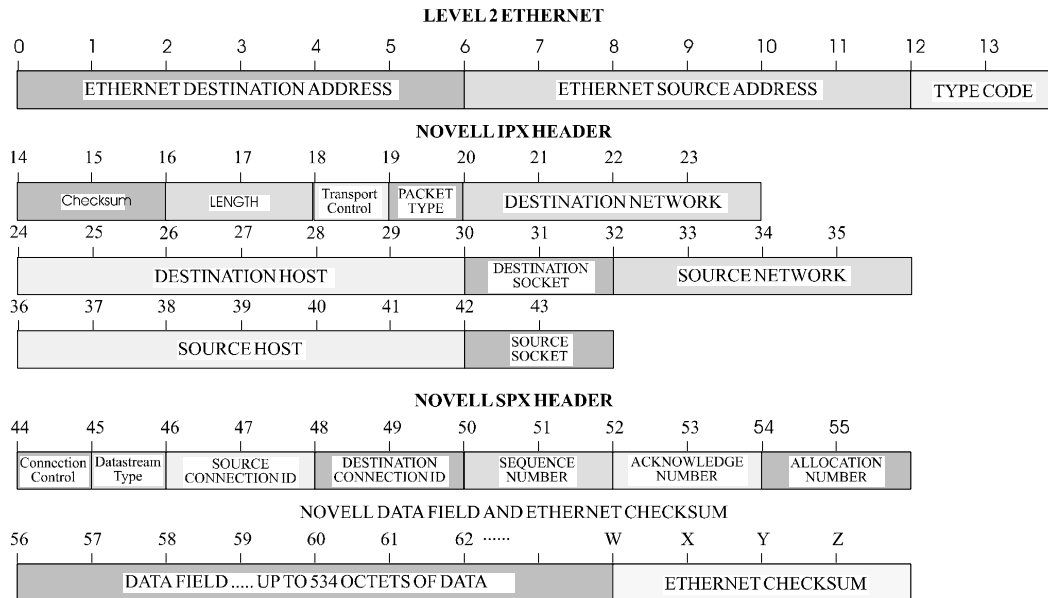 LEVEL 2 ETHERNET
0 1 2 3 4 5 6 7 8 9 10 11 12 13
ETHERNET DESTINATION ADDRESS ETHERNET SOURCE ADDRESS TYPE CODE
NOVELL IPX HEADER
14 15 16 17 18 19 20 21 22 23
Checksum LENGTH Transport Control PACKET TYPE DESTINATION NETWORK
24 25 26 27 28 29 30 31 32 33 34 35
DESTINATION HOST DESTINATION SOCKET SOURCE NETWORK
36 37 38 39 40 41 42 43
SOURCE HOST SOURCE SOCKET
NOVELL SPX HEADER
44 45 46 47 48 49 50 51 52 53 54 55
Connection Control Datastream Type SOURCE CONNECTION ID DESTINATION CONNECTION ID SEQUENCE NUMBER ACKNOWLEDGE NUMBER ALLOCATION NUMBER
NOVELL DATA FIELD AND ETHERNET CHECKSUM
56 57 58 59 60 61 62 ...... W X Y Z
DATA FIELD ..... UP TO 534 OCTETS OF DATA ETHERNET CHECKSUM